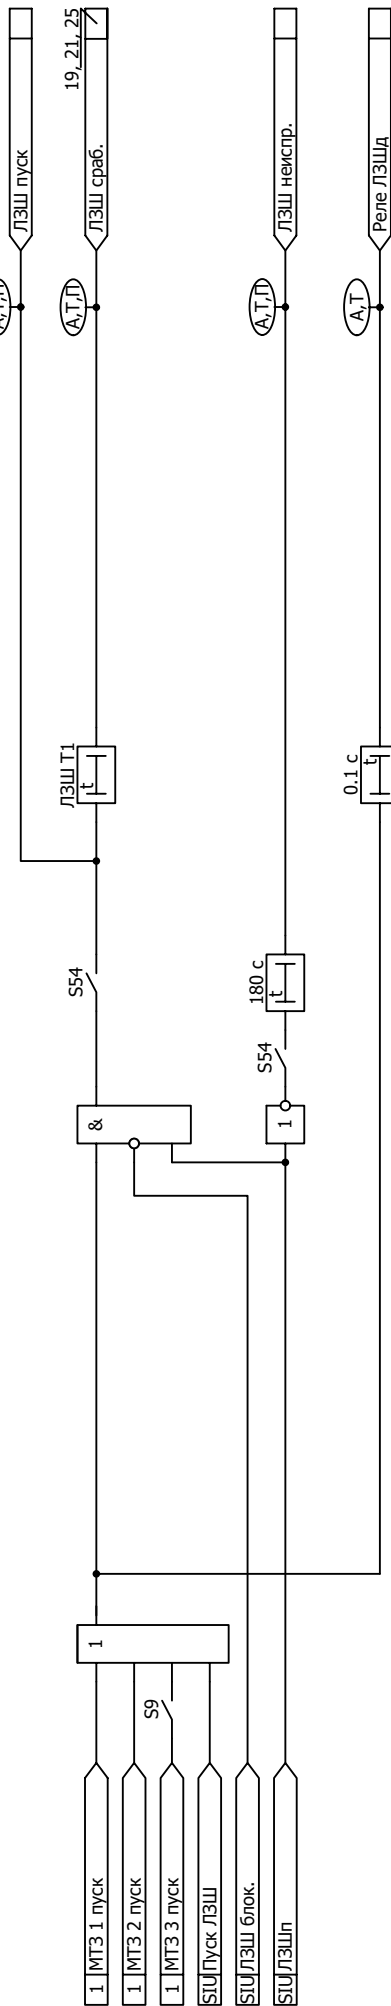 1 МТЗ 1 пуск
1 МТЗ 2 пуск
1 МТЗ 3 пуск
SIU Пуск ЛЗШ
SIU ЛЗШ блок.
SIU ЛЗШп
S9
1
&
1
S54
S54
180 с
t
ЛЗШ Т1
t
0.1 с
t
А,Т,П
А,Т,П
А,Т,П
А,Т
ЛЗШ пуск
ЛЗШ сраб.
19, 21, 25
ЛЗШ неиспр.
Реле ЛЗШд